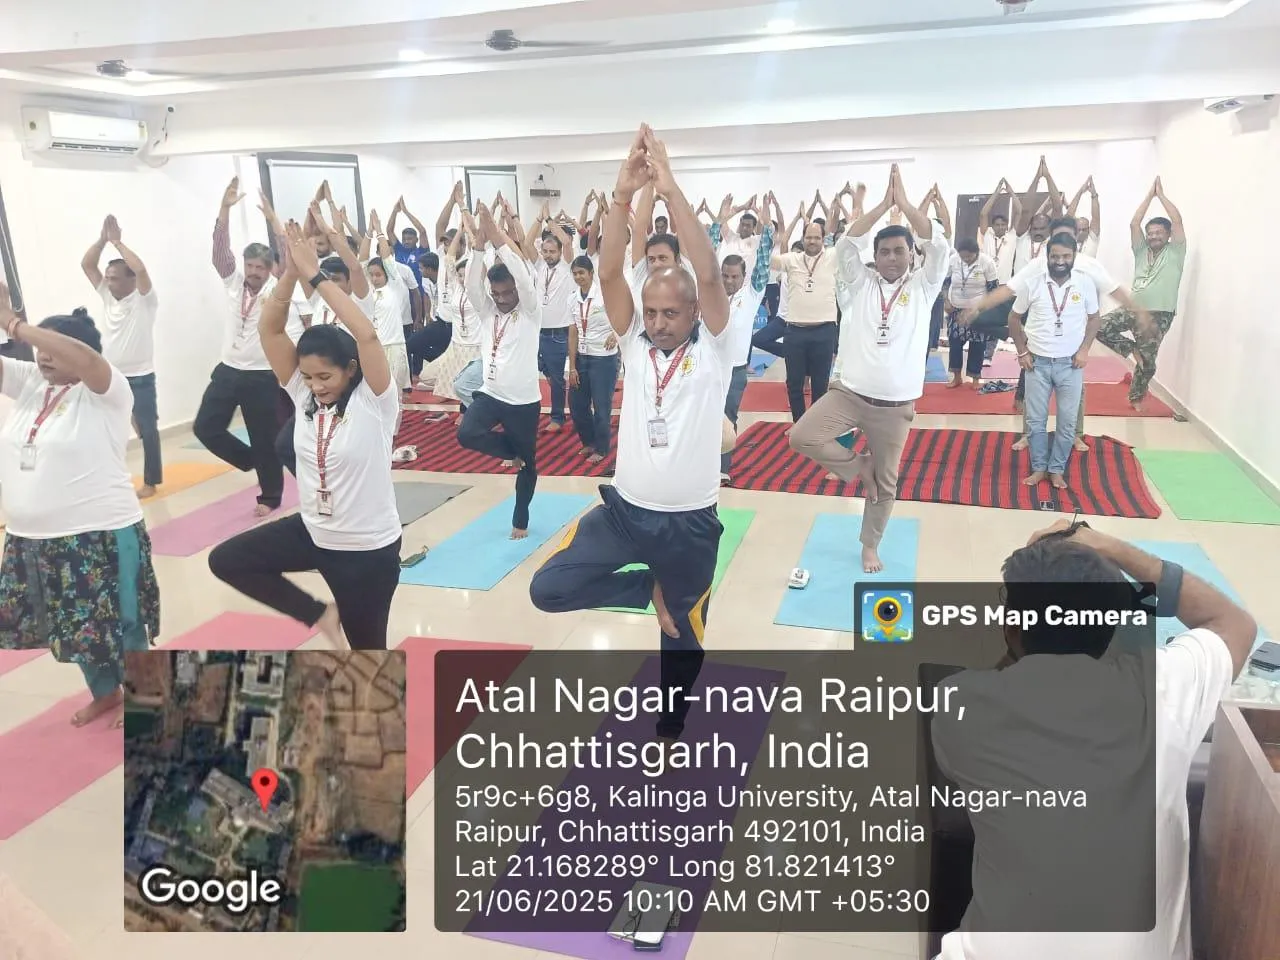 GPS Map Camera
Atal Nagar-nava Raipur,
Chhattisgarh, India
5r9c+6g8, Kalinga University, Atal Nagar-nava
Raipur, Chhattisgarh 492101, India
Lat 21.168289° Long 81.821413°
21/06/2025 10:10 AM GMT +05:30
Google